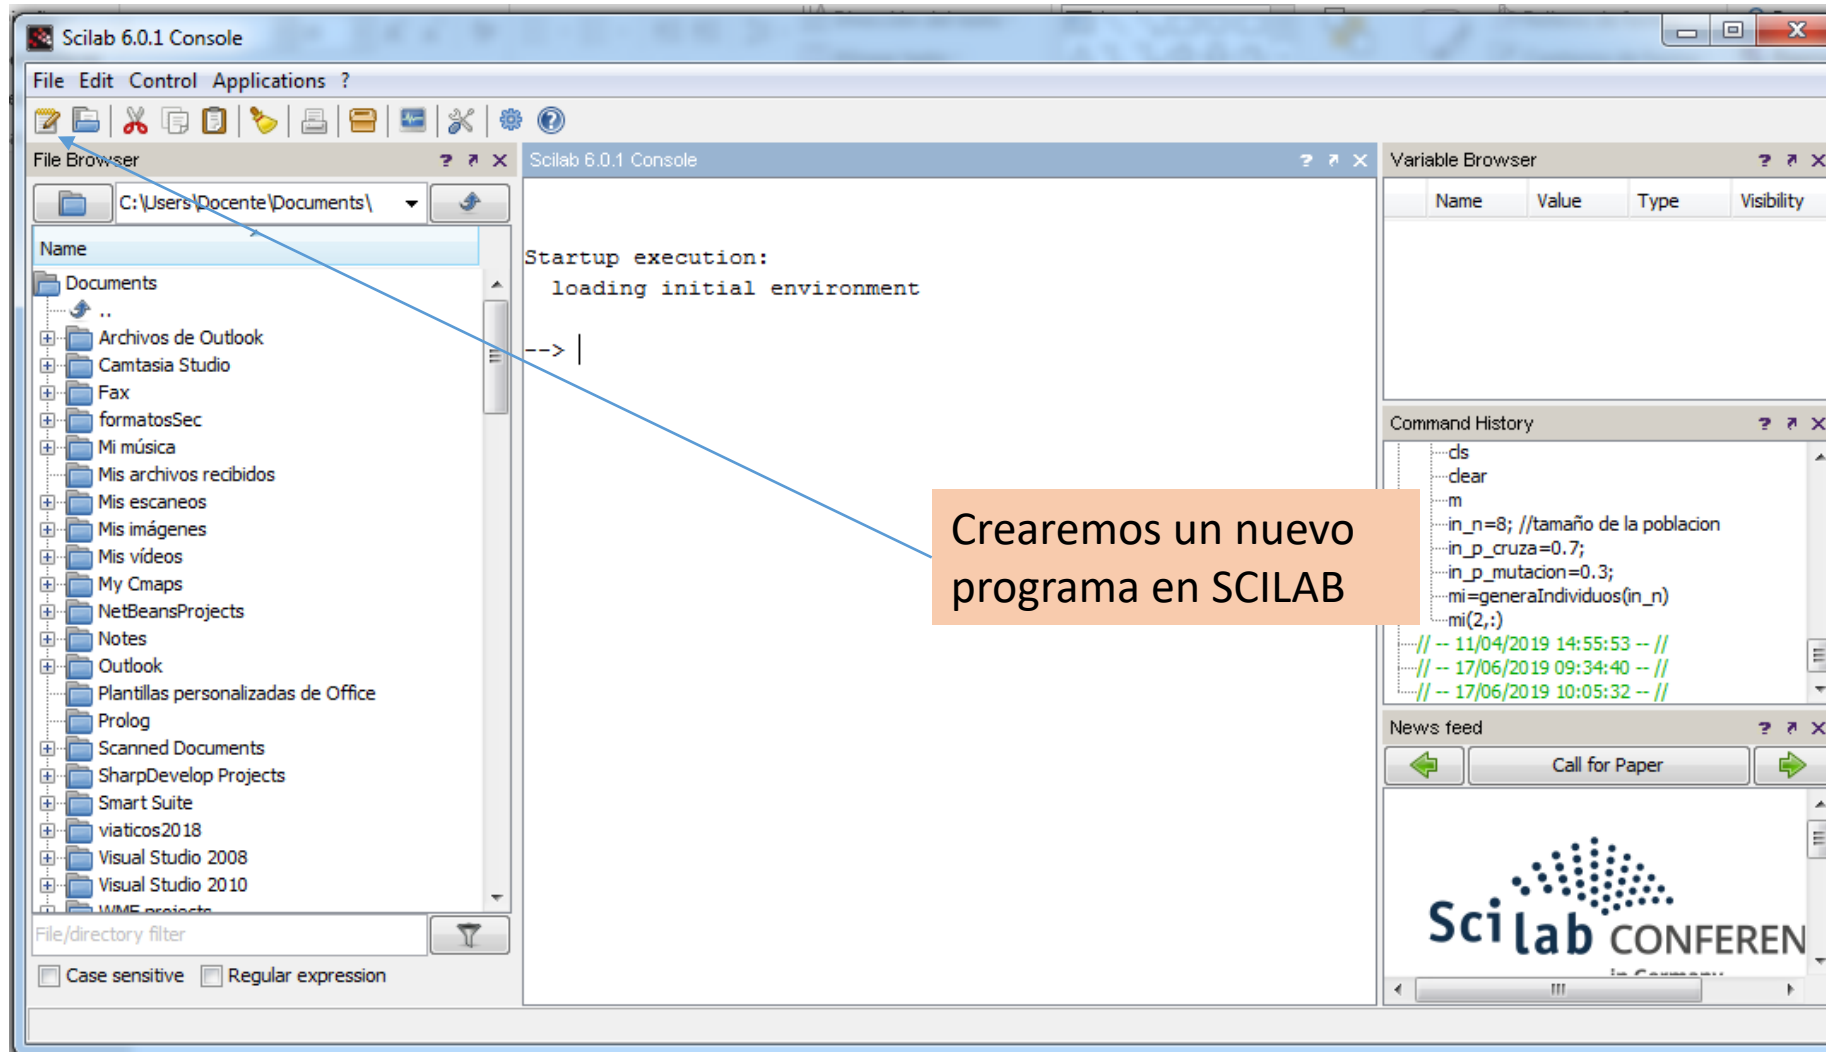 Scilab 6.0.1 Console
File Edit Control Applications ?
File Browser
C:\Users\Docente\Documents\
Name
Documents
..
Archivos de Outlook
Camtasia Studio
Fax
formatosSec
Mi música
Mis archivos recibidos
Mis escaneos
Mis imágenes
Mis vídeos
My Cmaps
NetBeansProjects
Notes
Outlook
Plantillas personalizadas de Office
Prolog
Scanned Documents
SharpDevelop Projects
Smart Suite
viaticos2018
Visual Studio 2008
Visual Studio 2010
WMF projects
File/directory filter
Case sensitive Regular expression
Scilab 6.0.1 Console
Startup execution:
loading initial environment
-->
Crearemos un nuevo
programa en SCILAB
Variable Browser
Name Value Type Visibility
Command History
cls
clear
m
in_n=8; //tamaño de la poblacion
in_p_cruza=0.7;
in_p_mutacion=0.3;
mi=generaIndividuos(in_n)
mi(2,:)
// -- 11/04/2019 14:55:53 -- //
// -- 17/06/2019 09:34:40 -- //
// -- 17/06/2019 10:05:32 -- //
News feed
Call for Paper
Scilab CONFEREN
in Germany